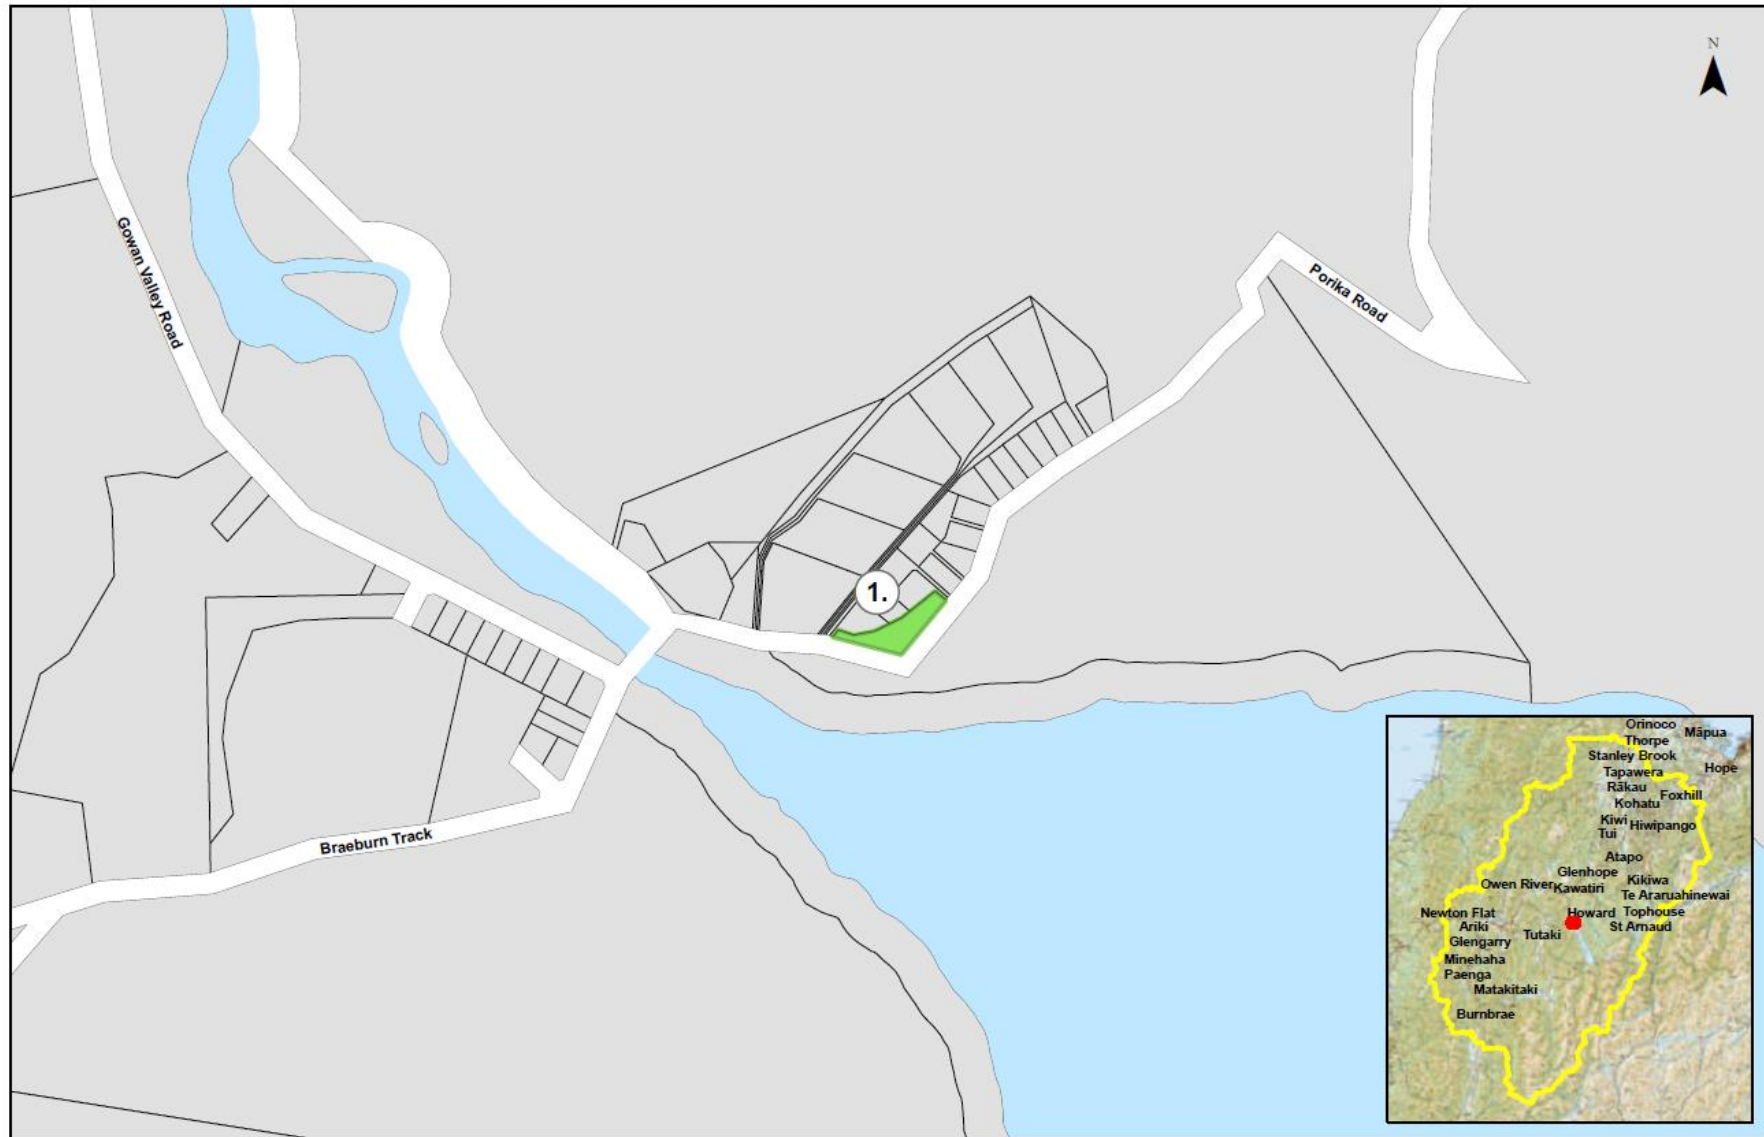 N
Gowan Valley Road
Porika Road
1.
Braeburn Track
Orinoco
Māpua
Thorpe
Stanley Brook
Hope
Tapawera
Rākau
Foxhill
Kohatu
Kiwi
Hiwipango
Tui
Atapo
Glenhope
Kikiwa
Owen River
Kawatiri
Te Araruahinewai
Newton Flat
Howard
Tophouse
Ariki
St Arnaud
Tutaki
Glengarry
Minehaha
Paenga
Matakitaki
Burnbrae